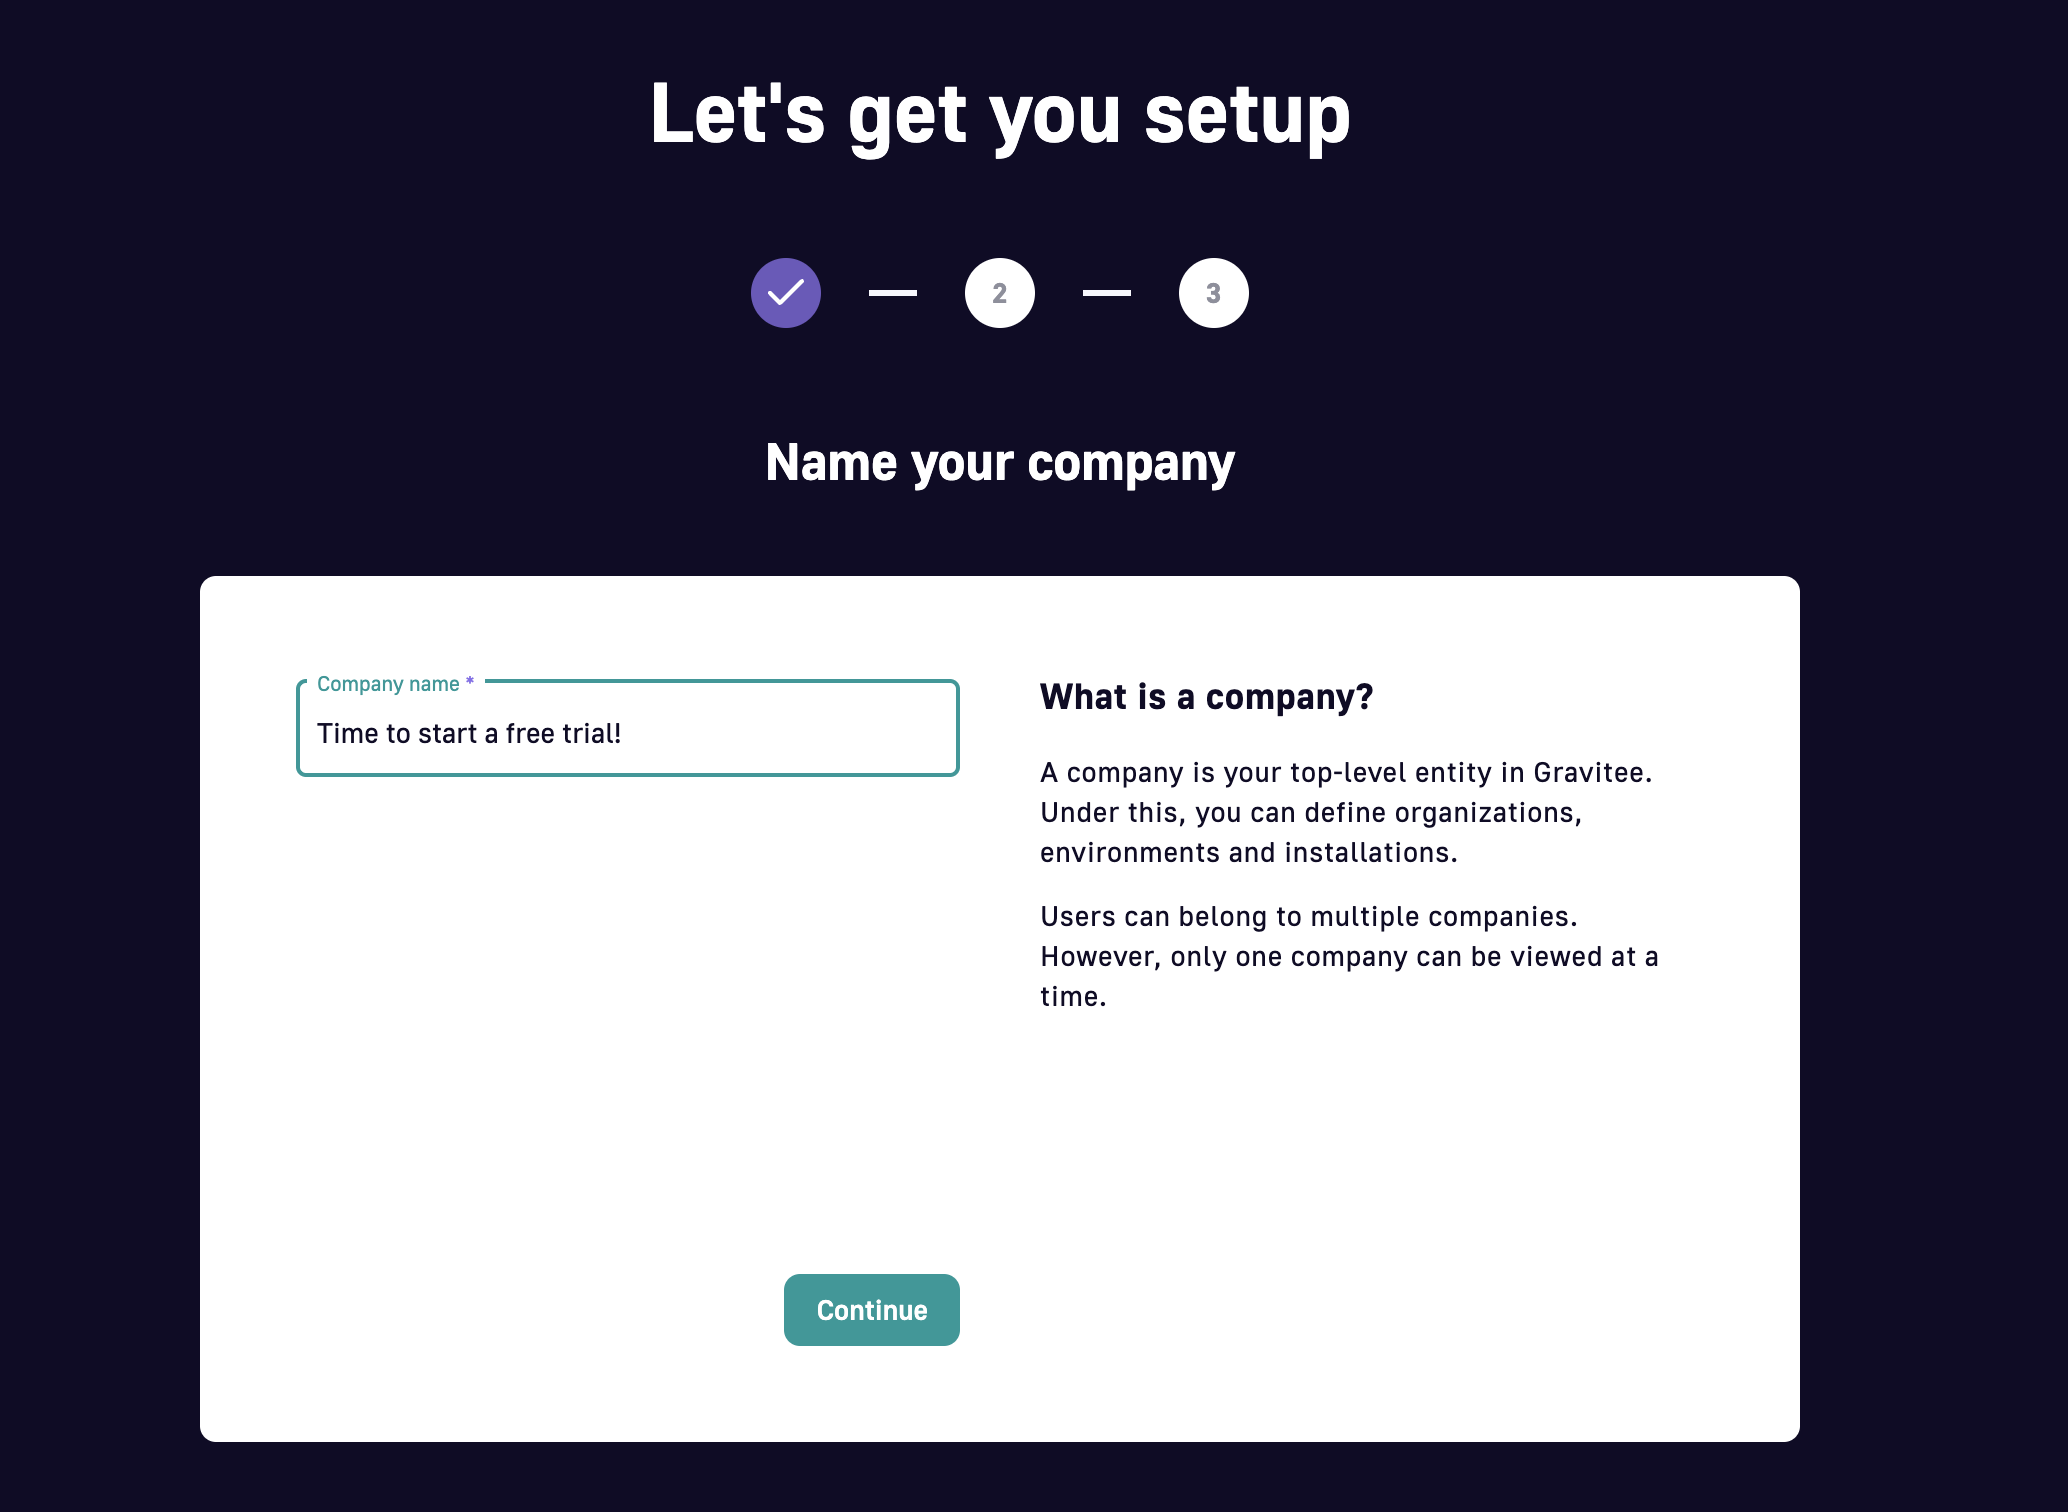 Let's get you setup
2
3
Name your company
Company name *
Time to start a free trial!
What is a company?
A company is your top-level entity in Gravitee.
Under this, you can define organizations,
environments and installations.
Users can belong to multiple companies.
However, only one company can be viewed at a
time.
Continue